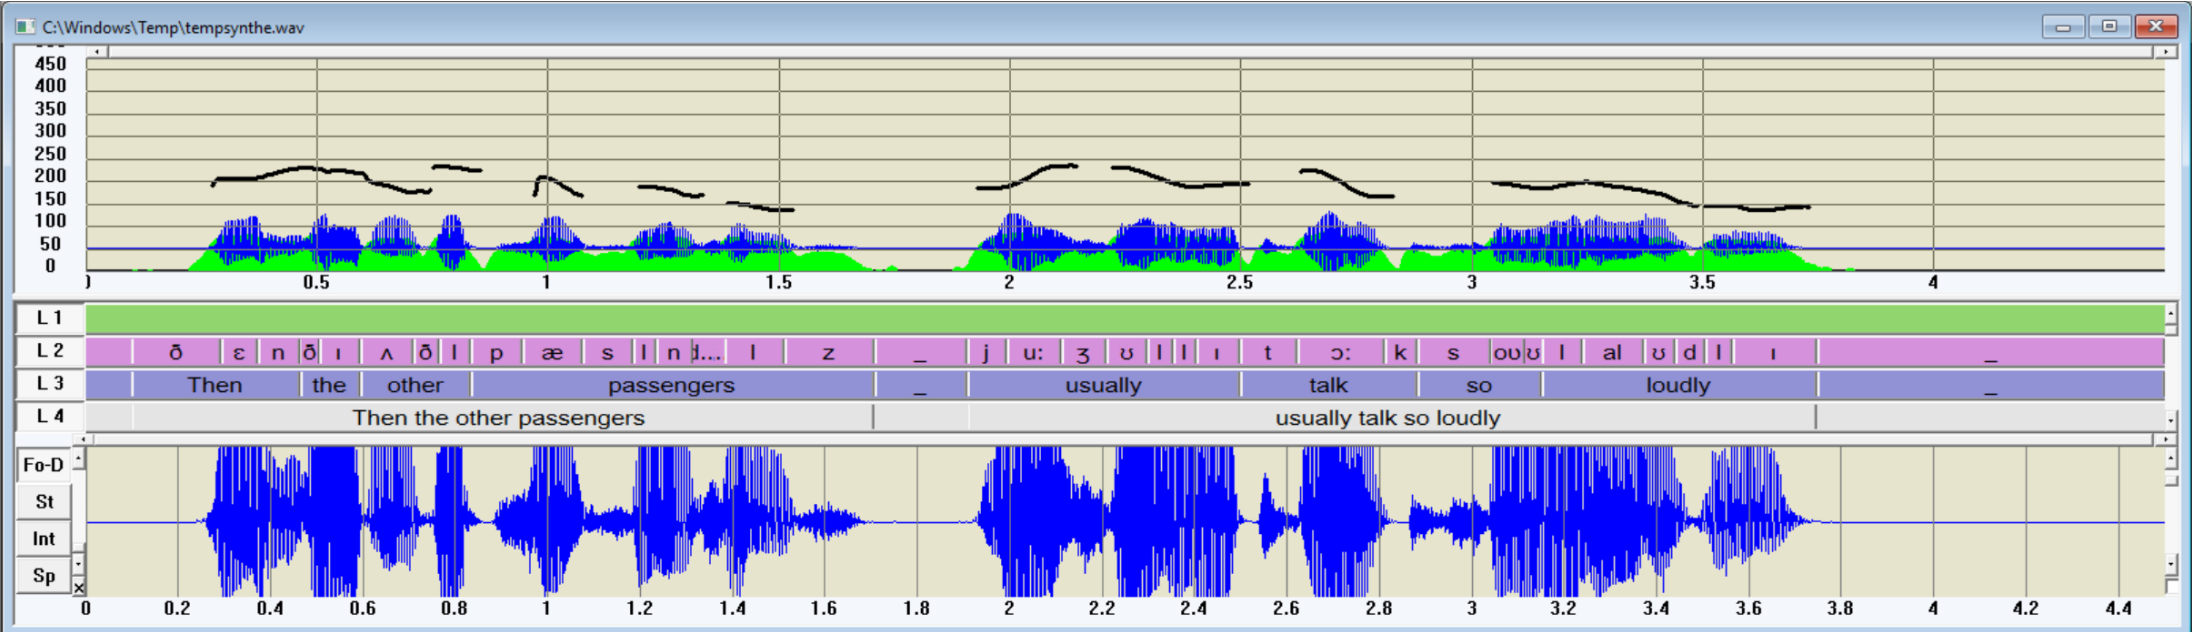 C:\Windows\Temp\tempsynthe.wav
450
400
350
300
250
200
150
100
50
0
0.5 1 1.5 2 2.5 3 3.5 4
L 1
L 2 ð ɛ n ð ɪ ʌ ð l p æ s l n d... l z _ j u: ʒ ʊ l l ɪ t ɔ: k s oʊ ʊ l al ʊ d l ɪ _
L 3 Then the other passengers _ usually talk so loudly _
L 4 Then the other passengers usually talk so loudly
Fo-D
St
Int
Sp
0 0.2 0.4 0.6 0.8 1 1.2 1.4 1.6 1.8 2 2.2 2.4 2.6 2.8 3 3.2 3.4 3.6 3.8 4 4.2 4.4